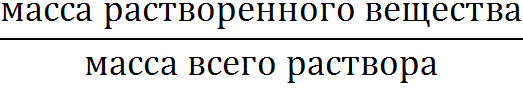 масса растворенного вещества
масса всего раствора